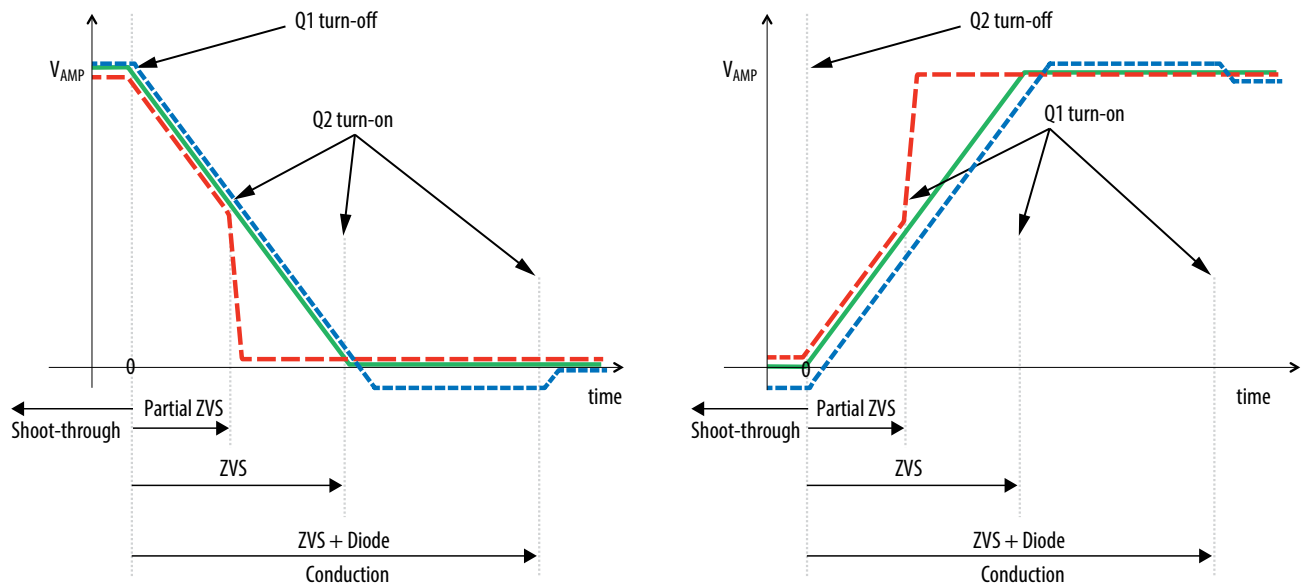 Q1 turn-off
V_AMP
Q2 turn-on
0
time
Partial ZVS
Shoot-through
ZVS
ZVS + Diode
Conduction
Q2 turn-off
V_AMP
Q1 turn-on
0
time
Partial ZVS
Shoot-through
ZVS
ZVS + Diode
Conduction